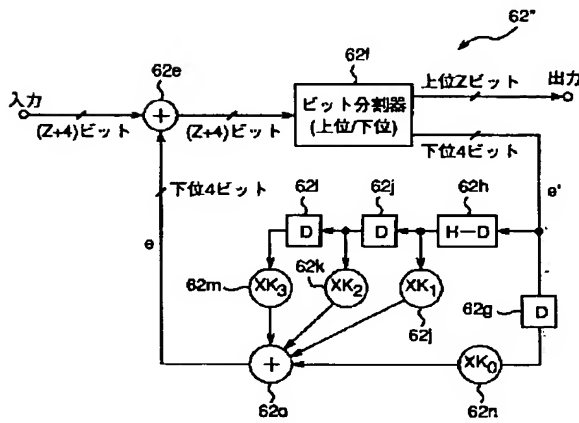 62"
62e
62f
入力
(Z+4)ビット
+
(Z+4)ビット
ビット分割器
(上位/下位)
上位Zビット
出力
下位4ビット
下位4ビット
e
e'
62i
62j
62h
D
D
H-D
62m
XK3
62k
XK2
XK1
62j
62g
D
+
62o
XK0
62n